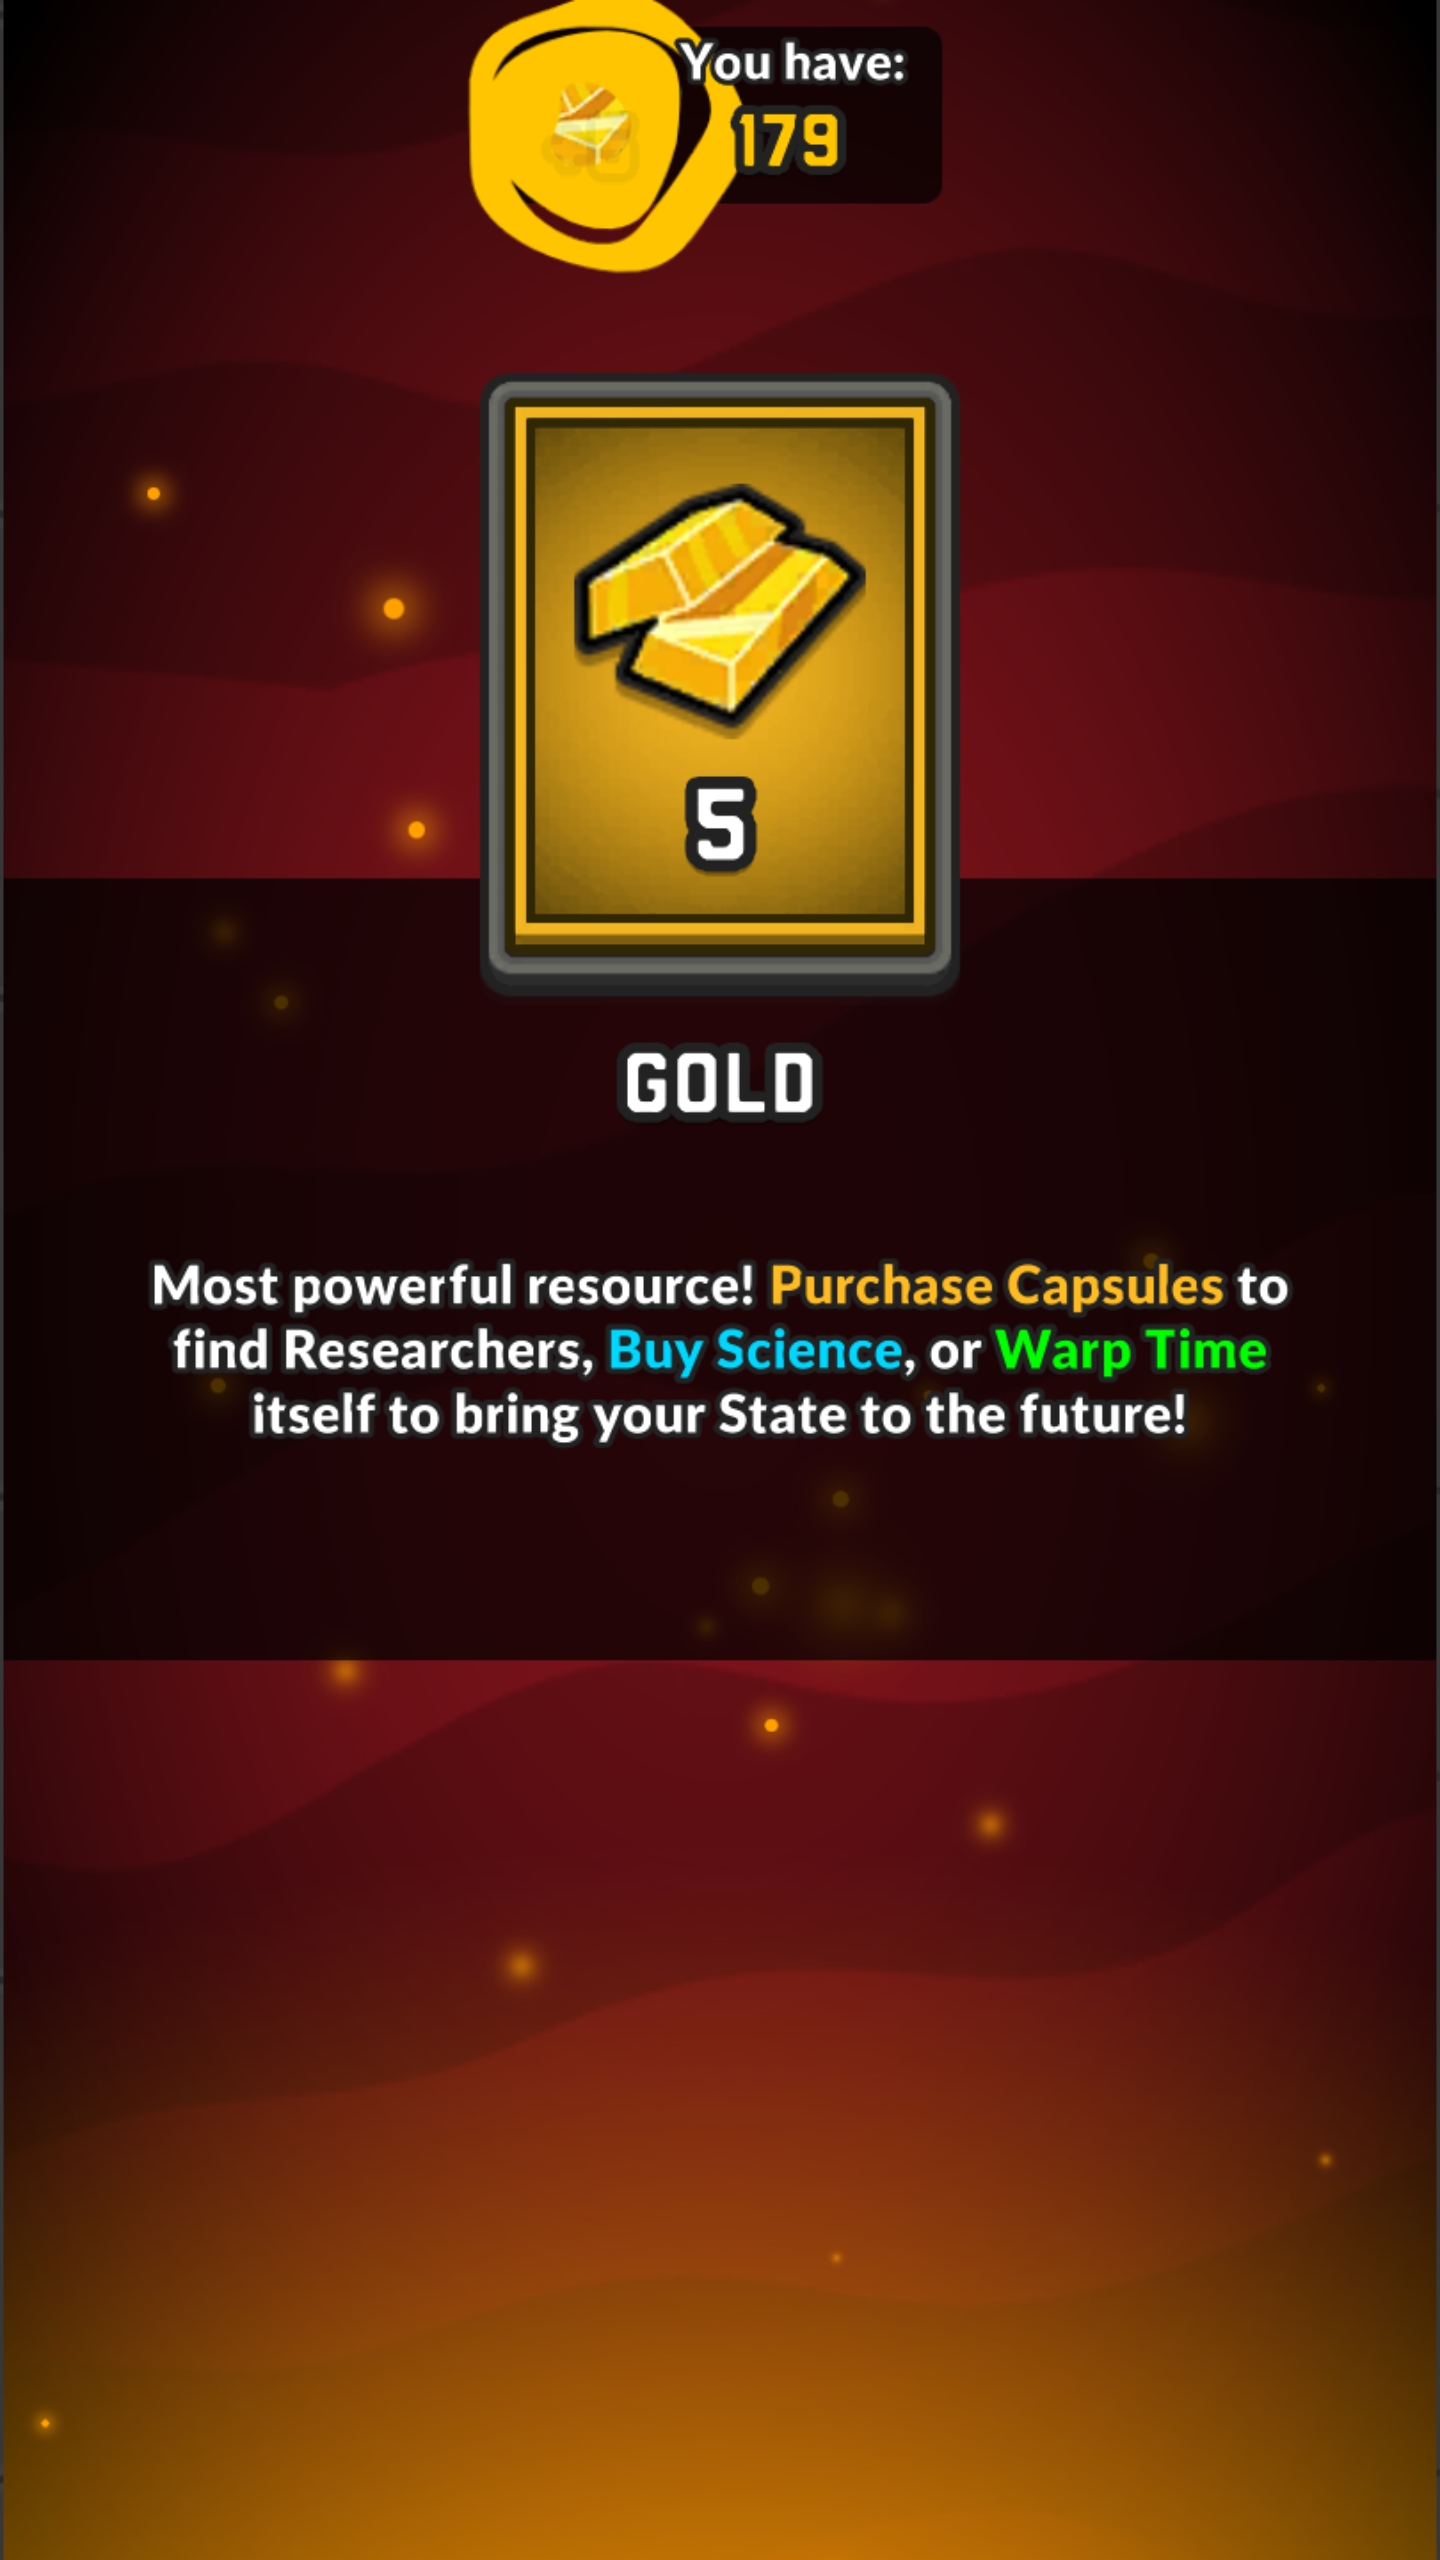 You have:
179
5
GOLD
Most powerful resource! Purchase Capsules to
find Researchers, Buy Science, or Warp Time
itself to bring your State to the future!